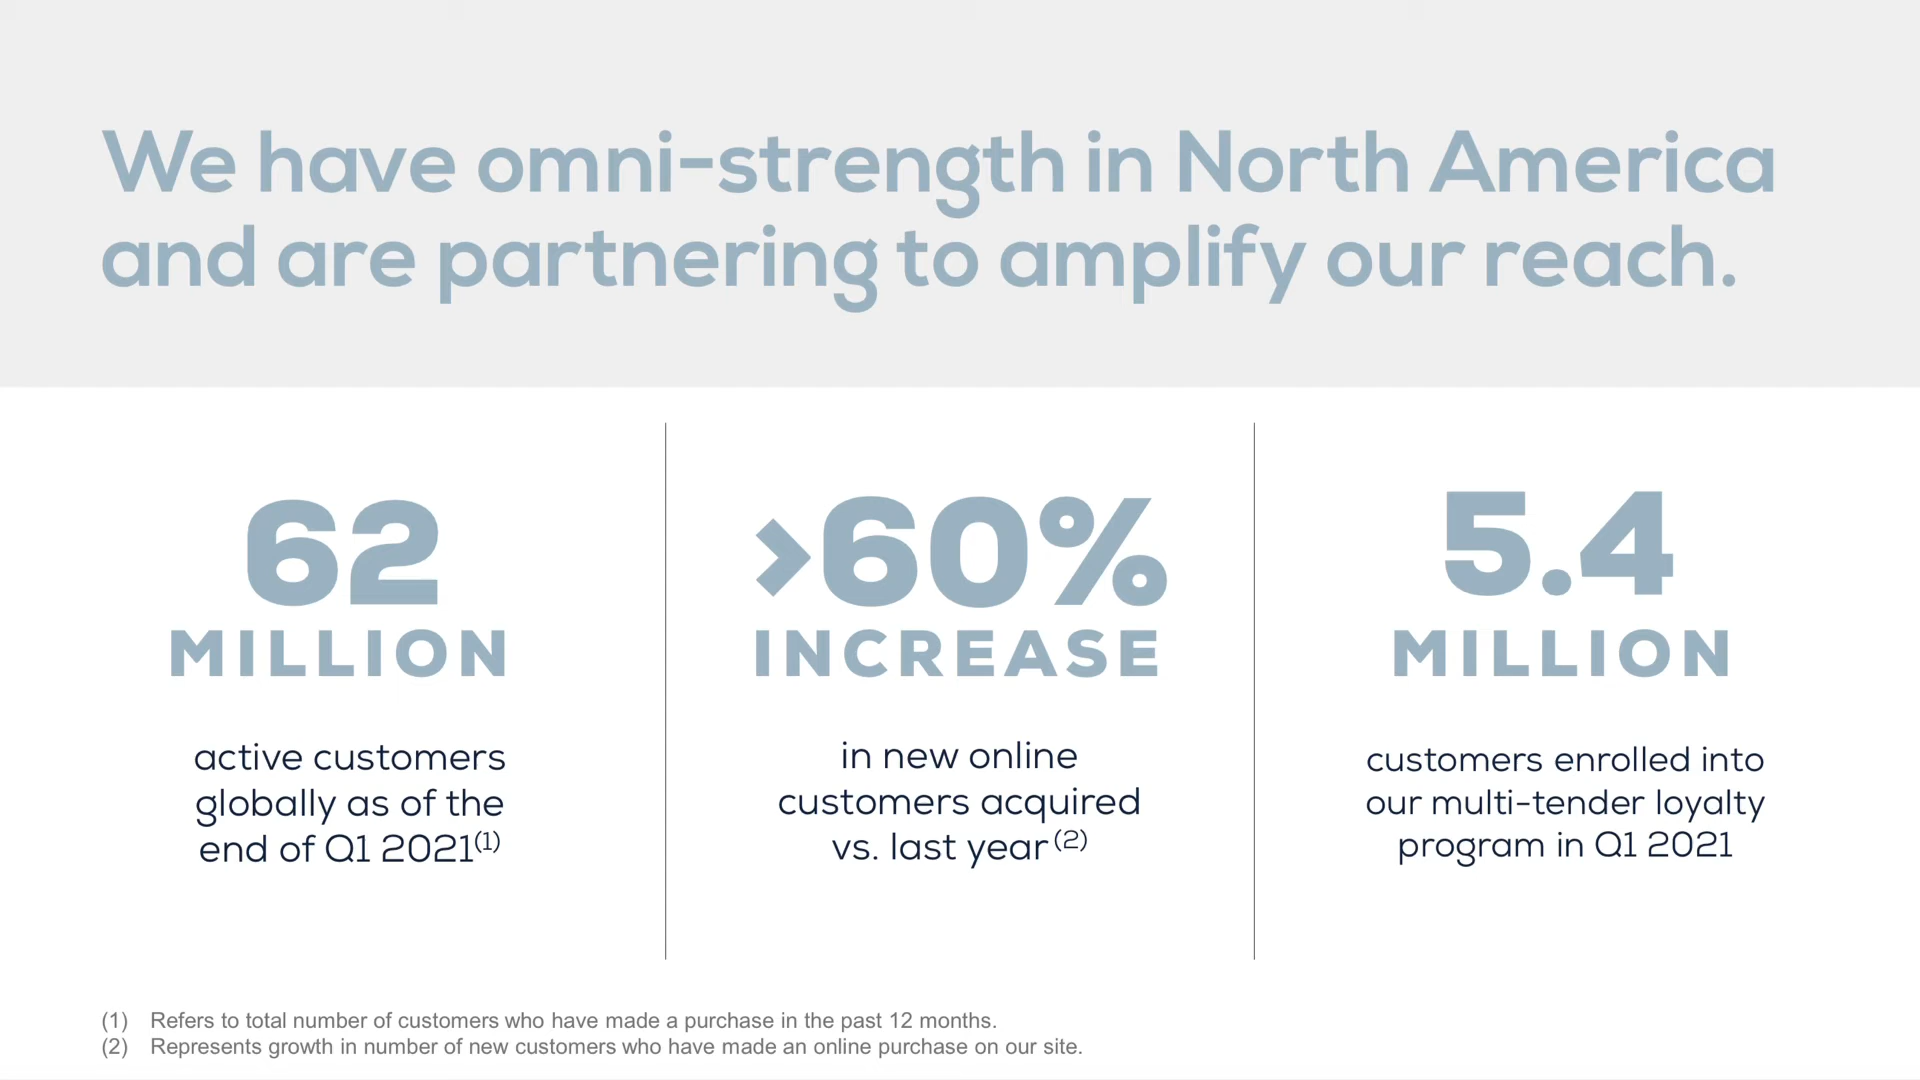 We have omni-strength in North America
and are partnering to amplify our reach.
62
MILLION
active customers
globally as of the
end of Q1 2021(1)
>60%
INCREASE
in new online
customers acquired
vs. last year (2)
5.4
MILLION
customers enrolled into
our multi-tender loyalty
program in Q1 2021
(1) Refers to total number of customers who have made a purchase in the past 12 months.
(2) Represents growth in number of new customers who have made an online purchase on our site.